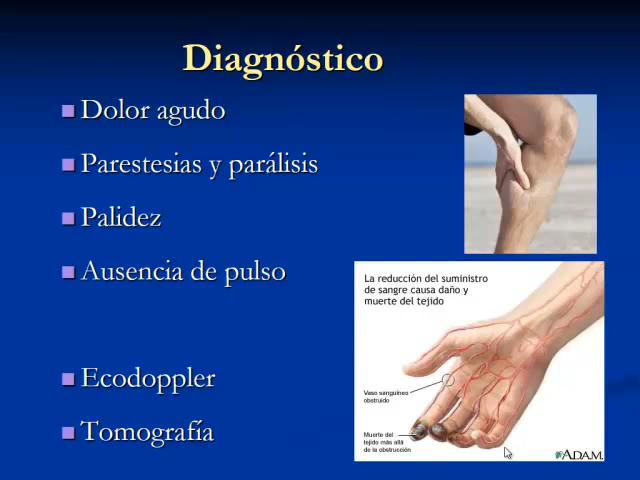 Diagnóstico
Dolor agudo
Parestesias y parálisis
Palidez
Ausencia de pulso
Ecodoppler
Tomografía
La reducción del suministro
de sangre causa daño y
muerte del tejido
Vaso sanguíneo
obstruido
Muerte del
tejido más allá
de la obstrucción
ADAM.